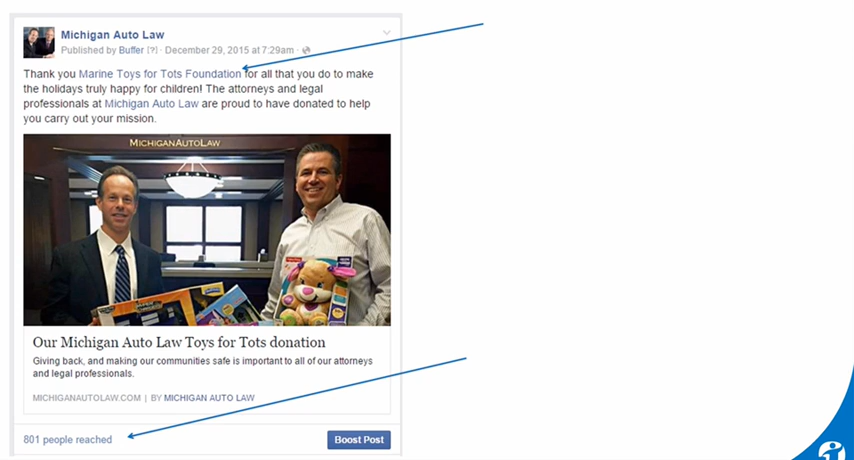 Michigan Auto Law
Published by Buffer [?] · December 29, 2015 at 7:29am ·
Thank you Marine Toys for Tots Foundation for all that you do to make
the holidays truly happy for children! The attorneys and legal
professionals at Michigan Auto Law are proud to have donated to help
you carry out your mission.
MICHIGANAUTOLAW
Our Michigan Auto Law Toys for Tots donation
Giving back, and making our communities safe is important to all of our attorneys
and legal professionals.
MICHIGANAUTOLAW.COM | BY MICHIGAN AUTO LAW
801 people reached
Boost Post